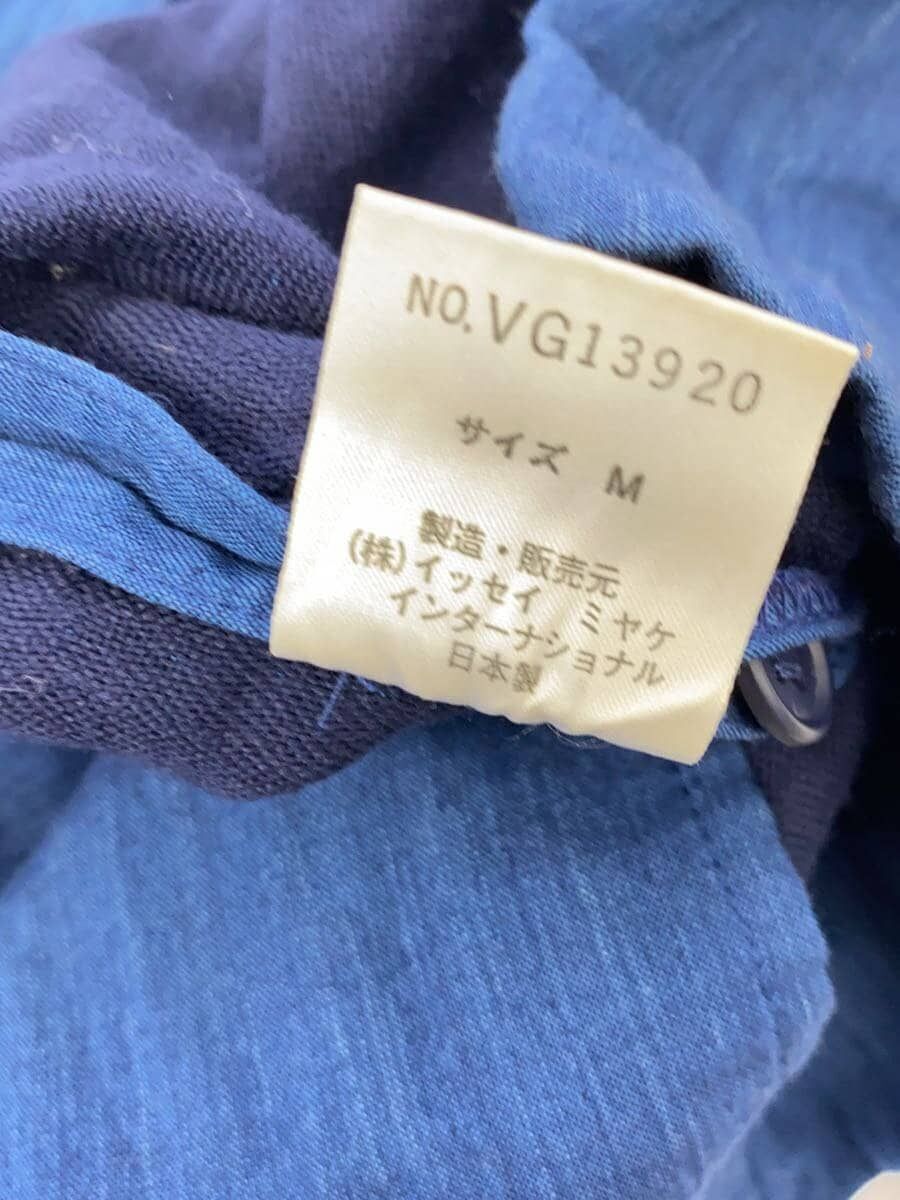 NO.VG13920
サイズ M
製造・販売元
(株)イッセイ ミヤケ
インターナショナル
日本製